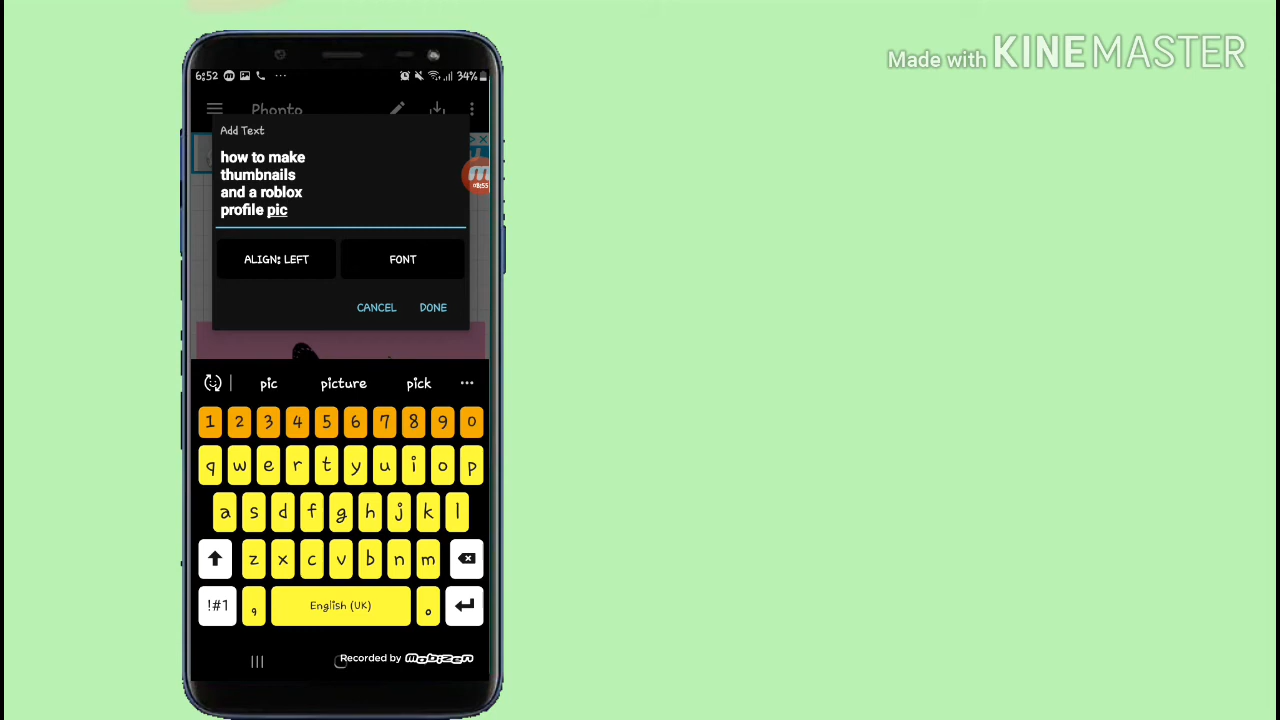 Made with KINEMASTER
6:52 34%
Phonto
Add Text
how to make
thumbnails
and a roblox
profile pic
08:55
ALIGN: LEFT FONT
CANCEL DONE
pic picture pick
1 2 3 4 5 6 7 8 9 0
q w e r t y u i o p
a s d f g h j k l
z x c v b n m
!#1 , English (UK) .
Recorded by Mobizen